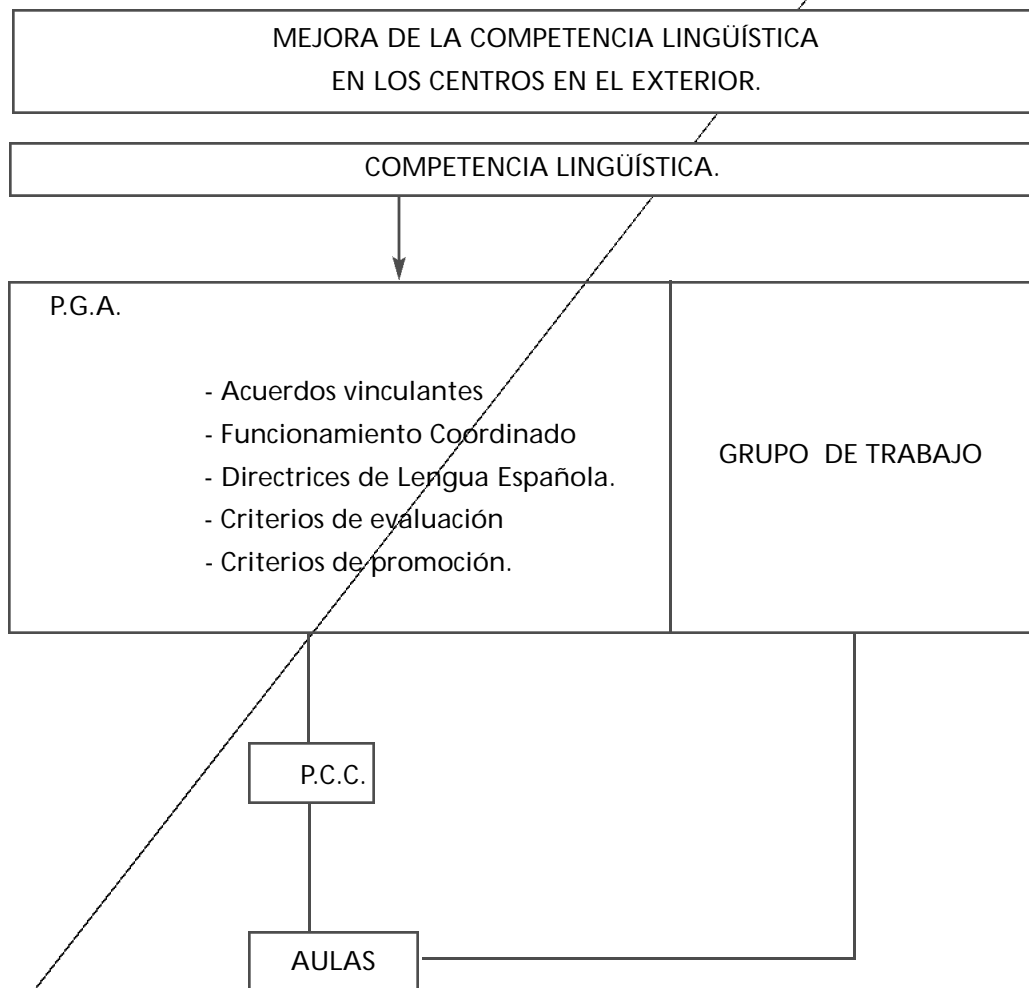 MEJORA DE LA COMPETENCIA LINGÜÍSTICA
EN LOS CENTROS EN EL EXTERIOR.
COMPETENCIA LINGÜÍSTICA.
P.G.A.
- Acuerdos vinculantes
- Funcionamiento Coordinado
- Directrices de Lengua Española.
- Criterios de evaluación
- Criterios de promoción.
GRUPO DE TRABAJO
P.C.C.
AULAS